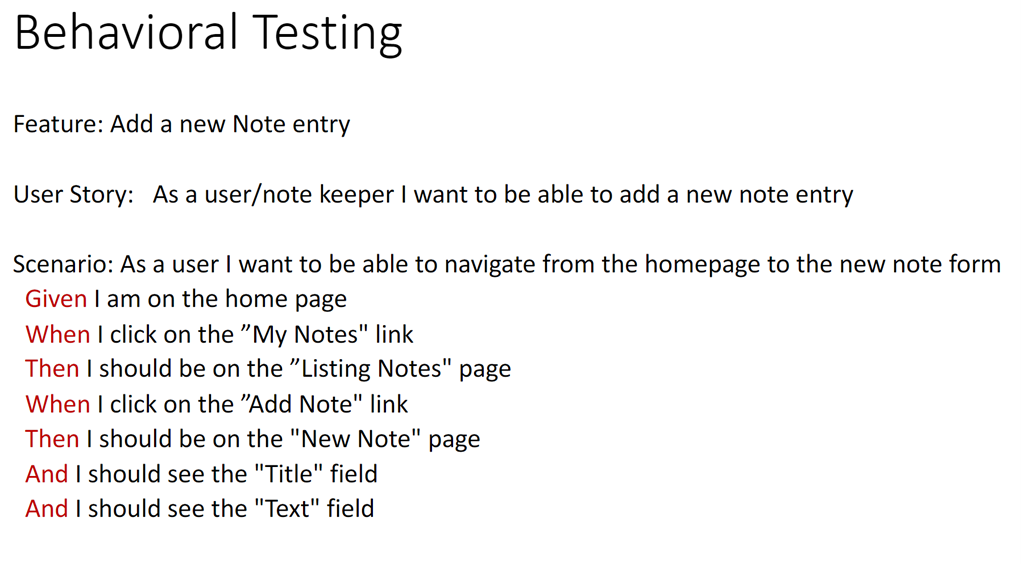 Behavioral Testing
Feature: Add a new Note entry
User Story: As a user/note keeper I want to be able to add a new note entry
Scenario: As a user I want to be able to navigate from the homepage to the new note form
Given I am on the home page
When I click on the ”My Notes" link
Then I should be on the ”Listing Notes" page
When I click on the ”Add Note" link
Then I should be on the "New Note" page
And I should see the "Title" field
And I should see the "Text" field